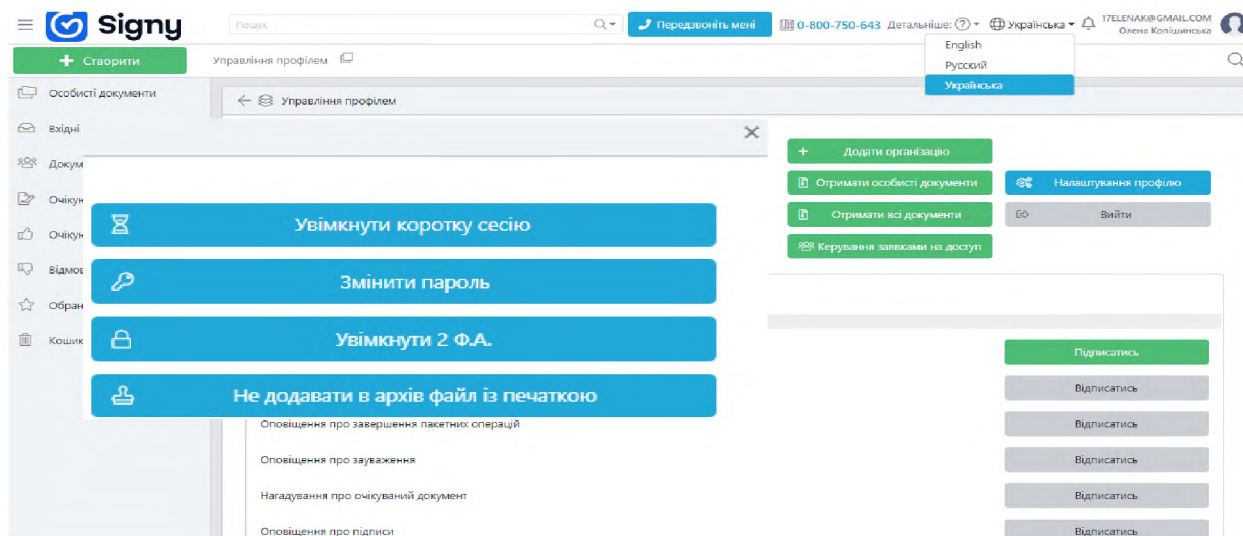 Signy
Пошук
Передзвоніть мені
0-800-750-643 Детальніше:
Українська
17ELENAK@GMAIL.COM
Олена Копішинська
English
Русский
Українська
Створити
Управління профілем
Особисті документи
Управління профілем
Вхідні
Докум
Очікун
Очікун
Відмов
Обран
Кошик
Увімкнути коротку сесію
Змінити пароль
Увімкнути 2 Ф.А.
Не додавати в архів файл із печаткою
Додати організацію
Отримати особисті документи
Налаштування профілю
Отримати всі документи
Вийти
Керування заявками на доступ
Підписатись
Відписатись
Оповіщення про завершення пакетних операцій
Відписатись
Оповіщення про зауваження
Відписатись
Нагадування про очікуваний документ
Відписатись
Оповіщення про підписи
Відписатись